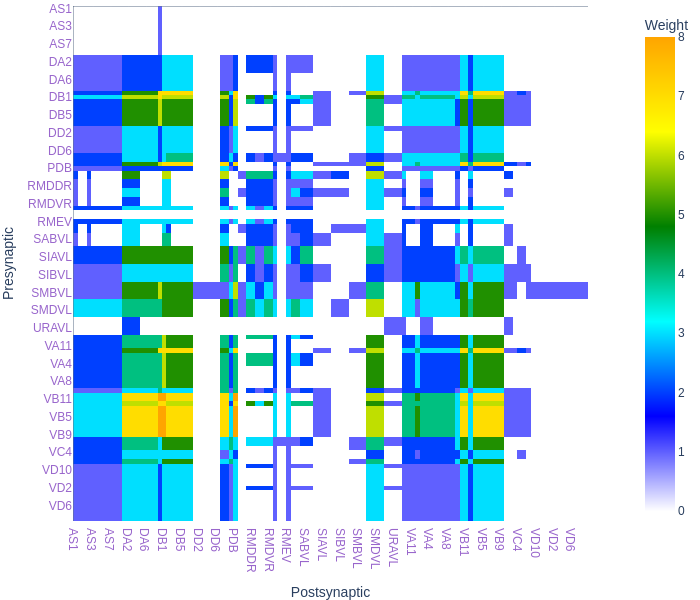 Weight
8
7
6
5
4
3
2
1
0
Presynaptic
AS1
AS3
AS7
DA2
DA6
DB1
DB5
DD2
DD6
PDB
RMDDR
RMDVR
RMEV
SABVL
SIAVL
SIBVL
SMBVL
SMDVL
URAVL
VA11
VA4
VA8
VB11
VB5
VB9
VC4
VD10
VD2
VD6
AS1
AS3
AS7
DA2
DA6
DB1
DB5
DD2
DD6
PDB
RMDDR
RMDVR
RMEV
SABVL
SIAVL
SIBVL
SMBVL
SMDVL
URAVL
VA11
VA4
VA8
VB11
VB5
VB9
VC4
VD10
VD2
VD6
Postsynaptic